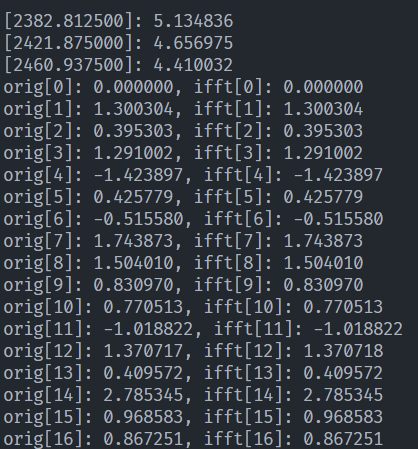 [2382.812500]: 5.134836
[2421.875000]: 4.656975
[2460.937500]: 4.410032
orig[0]: 0.000000, ifft[0]: 0.000000
orig[1]: 1.300304, ifft[1]: 1.300304
orig[2]: 0.395303, ifft[2]: 0.395303
orig[3]: 1.291002, ifft[3]: 1.291002
orig[4]: -1.423897, ifft[4]: -1.423897
orig[5]: 0.425779, ifft[5]: 0.425779
orig[6]: -0.515580, ifft[6]: -0.515580
orig[7]: 1.743873, ifft[7]: 1.743873
orig[8]: 1.504010, ifft[8]: 1.504010
orig[9]: 0.830970, ifft[9]: 0.830970
orig[10]: 0.770513, ifft[10]: 0.770513
orig[11]: -1.018822, ifft[11]: -1.018822
orig[12]: 1.370717, ifft[12]: 1.370718
orig[13]: 0.409572, ifft[13]: 0.409572
orig[14]: 2.785345, ifft[14]: 2.785345
orig[15]: 0.968583, ifft[15]: 0.968583
orig[16]: 0.867251, ifft[16]: 0.867251